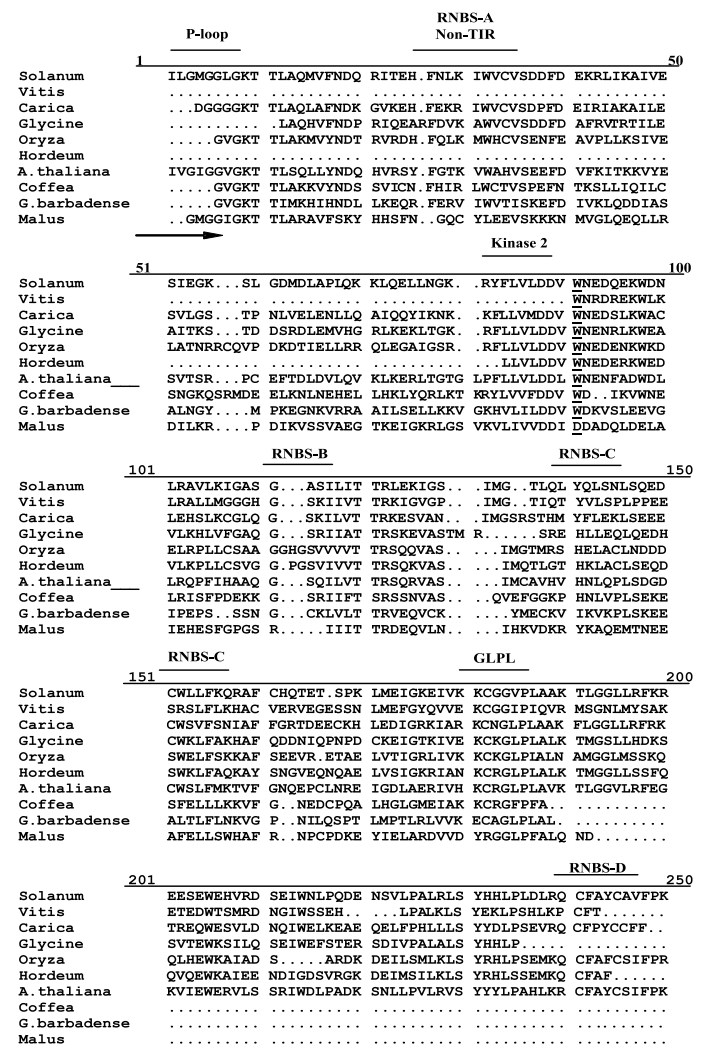 RNBS-A
P-loop Non-TIR
1 50
Solanum ILGMGGLGKT TLAQMVFNDQ RITEH.FNLK IWVCVSDDFD EKRLIKAIVE
Vitis .......... .......... .......... .......... ..........
Carica ...DGGGGKT TLAQLAFNDK GVKEH.FEKR IWVCVSDPFD EIRIAKAILE
Glycine .......... ..LAQHVFNDP RIQEARFDVK AWVCVSDDFD AFRVTRTILE
Oryza .....GVGKT TLAKMVYNDT RVRDH.FQLK MWHCVSENFE AVPLLKSIVE
Hordeum .......... .......... .......... .......... ..........
A.thaliana IVGIGGVGKT TLSQLLYNDQ HVRSY.FGTK VWAHVSEEFD VFKITKKVYE
Coffea .....GVGKT TLAKKVYNDS SVICN.FHIR LWCTVSPEFN TKSLLIQILC
G.barbadense .....GVGKT TIMKHIHNDL LKEQR.FERV IWVTISKEFD IVKLQDDIAS
Malus ..GMGGIGKT TLARAVFSKY HHSFN..GQCY LYEEVSKKKN MVGLQEQLLR
Kinase 2
51 100
Solanum SIEGK...SL GDMDLAPLQK KLQELLNGK. .RYFLVLDDV WNEDQEKWDN
Vitis .......... .......... .......... .......... WNRDREKWLK
Carica SVLGS...TP NLVELENLLQ AIQQYIKNK. .KFLLVMDDV WNEDSLKWAC
Glycine AITKS...TD DDSRDLEMVHG RLKEKLTGK. .RFLLVLDDV WNENRLKWEA
Oryza LATNRRCQVP DKDTIELLRR QLEGAIGSR. .RFLLVLDDV WNEDENKWKD
Hordeum .......... .......... .......... ...LLVLDDV WNEDERKWED
A.thaliana___ SVTSR...PC EFTDLDVLQV KLKERLTGTG LPFLLVLDDL WNENFADWDL
Coffea SNGKQSRMDE ELKNLNEHEL LHKLYQRLKT KRYLVVFDDV WD..IKVWNE
G.barbadense ALNGY...M PKEGNKVRRA AILSELLKKV GKHVLILDDV WDKVSLEEVG
Malus DILKR...P DIKVSSVAEG TKEIGKRLGS VKVLIVVDDI DDADQLDELA
RNBS-B RNBS-C
101 150
Solanum LRAVLKIGAS G...ASILIT TRLEKIGS.. .IMG..TLQL YQLSNLSQED
Vitis LRALLMGGGH G...SKIIVT TRKIGVGP.. .IMG..TIQT YVLSPLPPEE
Carica LEHSLKCGLQ G...SKILVT TRKESVAN.. .IMGSRSTHM YFLEKLSEEE
Glycine VLKHLVFGAQ G...SRIIAT TRSKEVASTM R......SRE HLLEQLQEDH
Oryza ELRPLLCSAA GGHGSVVVVT TRSQQVAS.. ..IMGTMRS HELACLNDDD
Hordeum VKPLLCSVG G.PGSVIVVT TRSQKVAS.. ..IMQTLGT HKLACLSEQD
A.thaliana___ LRQPFIHAAQ G...SQILVT TRSQRVAS.. ..IMCAVHV HNLQPLSDGD
Coffea LRISFPDEKK G...SRIIFT SRSSNVAS.. .QVEFGGKP HNLVPLSEKE
G.barbadense IPEPS..SSN G...CKLVLT TRVEQVCK.. ...YMECKV IKVKPLSKEE
Malus IEHESFGPGS R....IIIT TRDEQVLN.. ..IHKVDKR YKAQEMTNEE
RNBS-C GLPL
151 200
Solanum CWLLFKQRAF CHQTET.SPK LMEIGKEIVK KCGGVPLAAK TLGGLLRFKR
Vitis SRSLFLKHAC VERVEGESSN LMEFGYQVVE KCGGIPIQVR MSGNLMYSAK
Carica CWSVFSNIAF FGRTDEECKH LEDIGRKIARK CNGLPLAAK FLGGLLRFRK
Glycine CWKLFAKHAF QDDNIQPNPD CKEIGTKIVE KCKGLPLALK TMGSLLHDKS
Oryza SWELFSKKAF SEEVR.ETAE LVTIGRLIVK KCKGLPLALN AMGGLMSSKQ
Hordeum SWKLFAQKAY SNGVEQNQAE LVSIGKRIAN KCRGLPLALK TMGGLLSSFQ
A.thaliana CWSLFMKTVF GNQEPCLNRE IGDLAERIVH KCRGLPLAVK TLGGVLRFEG
Coffea SFELLLKKVF G..NEDCPQA LHGLGMEIAK KCRGFPFA.. ..........
G.barbadense ALTLFLNKVG P..NILQSPT LMPTLRLVVK ECAGLPLAL. ..........
Malus AFELLSWHAF R..NPCPDKEY IELARDVVD YRGGLPFALQ ND........
RNBS-D
201 250
Solanum EESEWEHVRD SEIWNLPQDE NSVLPALRLS YHHLPLDLRQ CFAYCAVFPK
Vitis ETEDWTSMRD NGIWSSEH.. ..LPALKLS YEKLPSHLKP CFT.......
Carica TREQWESVLD NQIWELKEAE QELFPHLLLS YYDLPSEVRQ CFPYCCFF..
Glycine SVTEWKSILQ SEIWEFSTER SDIVPALALS YHHLP..... ..........
Oryza QLHEWKAIADS ....ARDK DEILSMLKLS YRHLPSEMKQ CFAFCSIFPR
Hordeum QVQEWKAIEE NDIGDSVRGK DEIMSILKLS YRHLSSEMKQ CFAF......
A.thaliana KVIEWERVLS SRIWDLPADK SNLLPVLRVS YYYLPAHLKR CFAYCSIFPK
Coffea .......... .......... .......... .......... ..........
G.barbadense .......... .......... .......... .......... ..........
Malus .......... .......... .......... .......... ..........